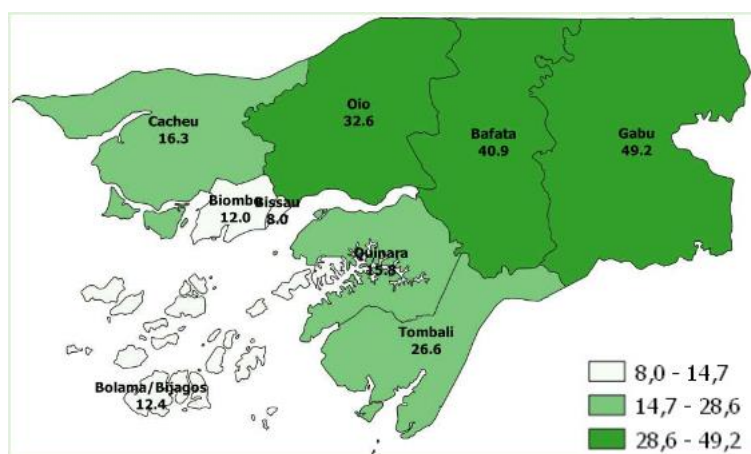 Cacheu
16.3
Oio
32.6
Bafata
40.9
Gabu
49.2
Biombo
12.0
Bissau
8.0
Quinara
15.8
Tombali
26.6
Bolama/Bijagos
12.4
8,0 - 14,7
14,7 - 28,6
28,6 - 49,2